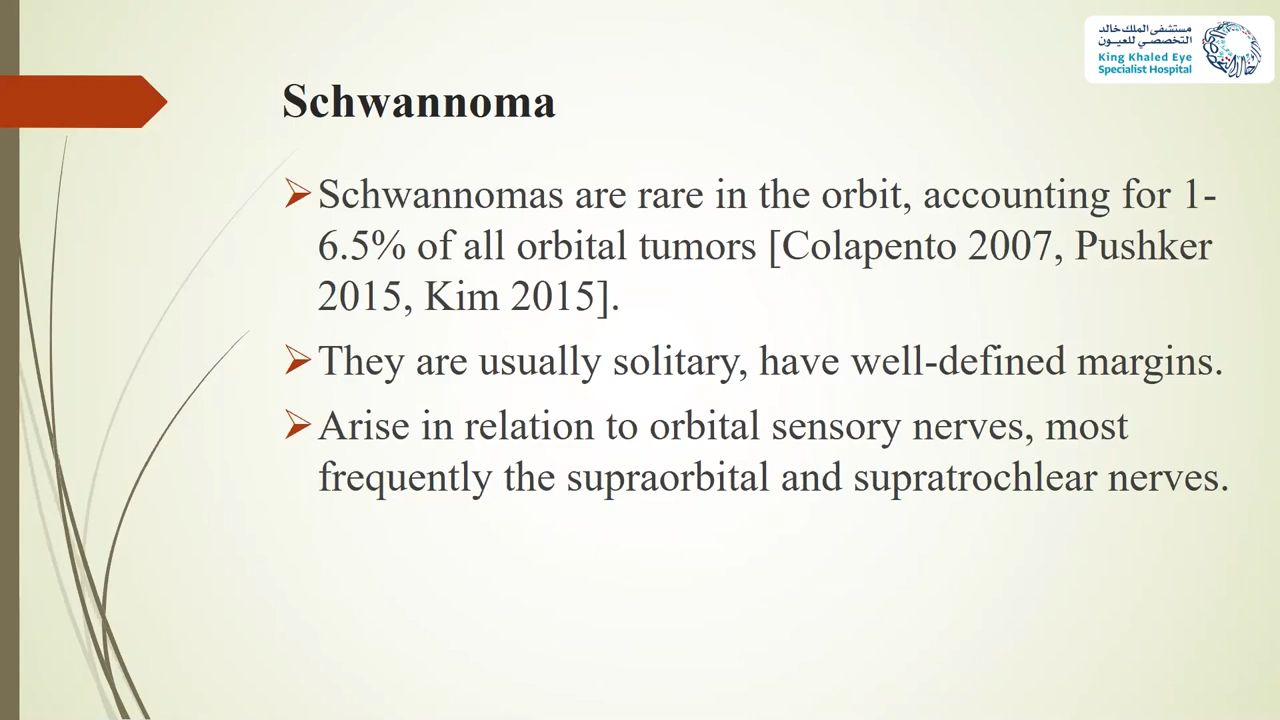 مستشفى الملك خالد
التخصصي للعيون
King Khaled Eye
Specialist Hospital
Schwannoma
Schwannomas are rare in the orbit, accounting for 1-
6.5% of all orbital tumors [Colapento 2007, Pushker
2015, Kim 2015].
They are usually solitary, have well-defined margins.
Arise in relation to orbital sensory nerves, most
frequently the supraorbital and supratrochlear nerves.